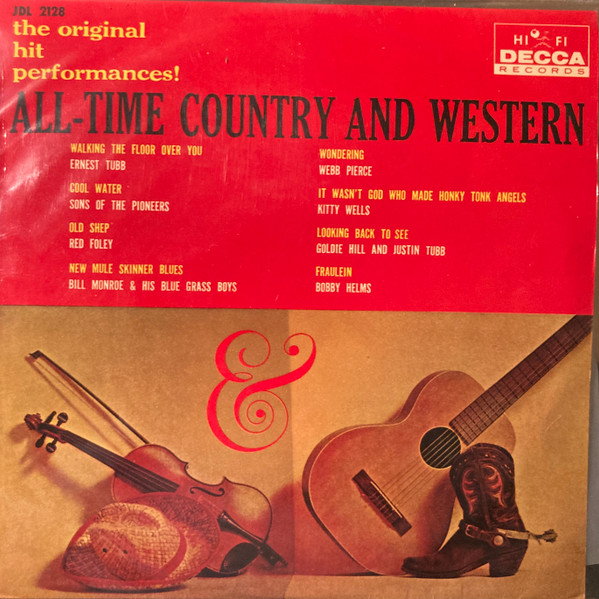 JDL 2128
the original
hit
performances!
HI FI
DECCA
RECORDS
ALL-TIME COUNTRY AND WESTERN
WALKING THE FLOOR OVER YOU
ERNEST TUBB
COOL WATER
SONS OF THE PIONEERS
OLD SHEP
RED FOLEY
NEW MULE SKINNER BLUES
BILL MONROE & HIS BLUE GRASS BOYS
WONDERING
WEBB PIERCE
IT WASN'T GOD WHO MADE HONKY TONK ANGELS
KITTY WELLS
LOOKING BACK TO SEE
GOLDIE HILL AND JUSTIN TUBB
FRAULEIN
BOBBY HELMS
&